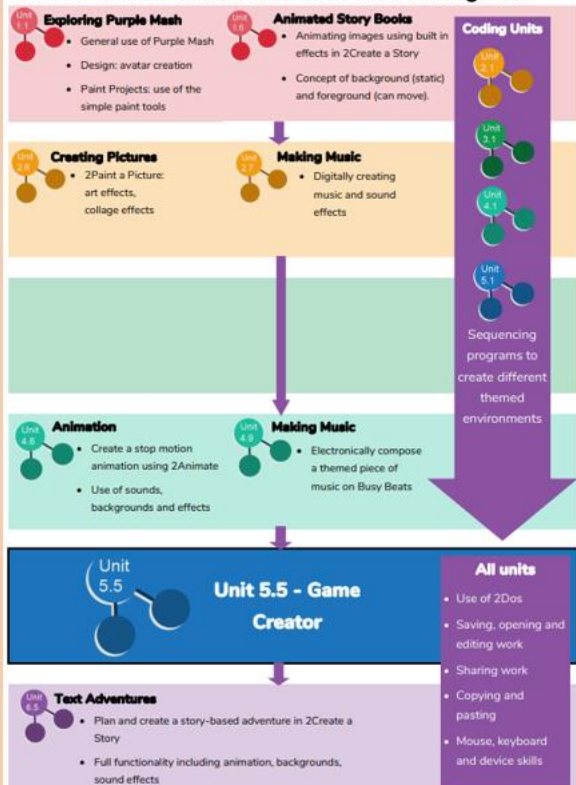 Unit
1.1
Exploring Purple Mash
• General use of Purple Mash
• Design: avatar creation
• Paint Projects: use of the
simple paint tools
Unit
1.6
Animated Story Books
• Animating images using built in
effects in 2Create a Story
• Concept of background (static)
and foreground (can move).
Coding Units
Unit
2.1
Unit
3.1
Unit
4.1
Unit
5.1
Sequencing
programs to
create different
themed
environments
Unit
2.6
Creating Pictures
• 2Paint a Picture:
art effects,
collage effects
Unit
2.7
Making Music
• Digitally creating
music and sound
effects
Unit
4.6
Animation
• Create a stop motion
animation using 2Animate
• Use of sounds,
backgrounds and effects
Unit
4.9
Making Music
• Electronically compose
a themed piece of
music on Busy Beats
Unit
5.5
Unit 5.5 - Game
Creator
All units
• Use of 2Dos
• Saving, opening and
editing work
• Sharing work
• Copying and
pasting
• Mouse, keyboard
and device skills
Unit
6.5
Text Adventures
• Plan and create a story-based adventure in 2Create a
Story
• Full functionality including animation, backgrounds,
sound effects